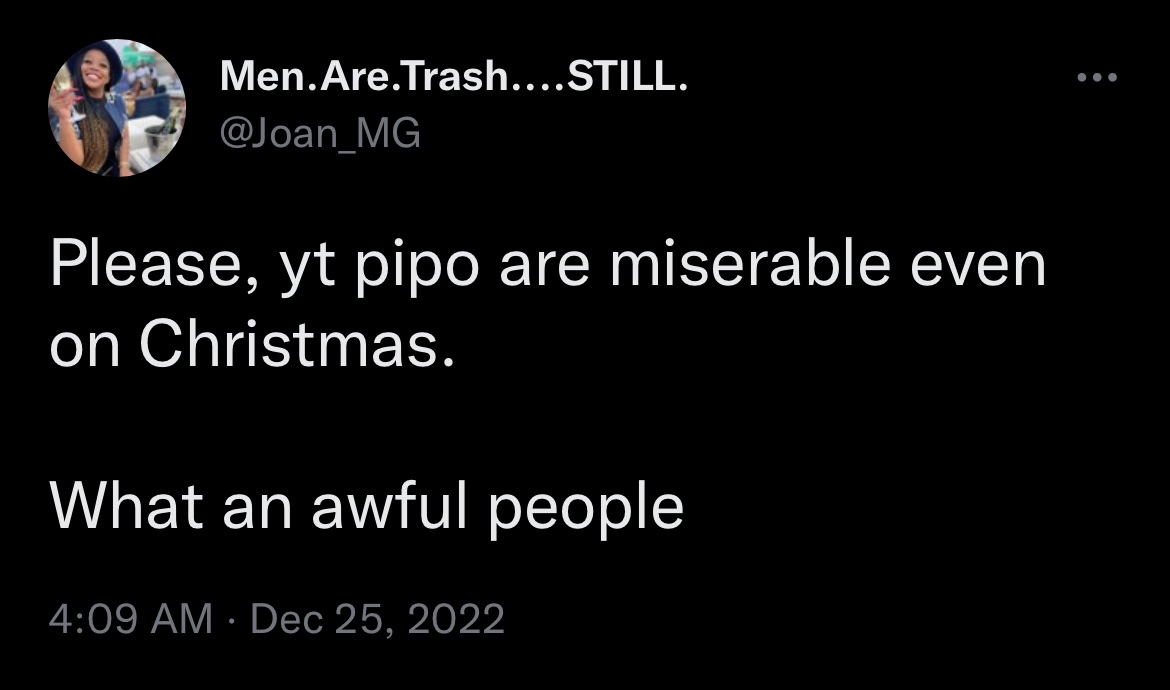 Men.Are.Trash....STILL.
@Joan_MG
Please, yt pipo are miserable even
on Christmas.
What an awful people
4:09 AM · Dec 25, 2022